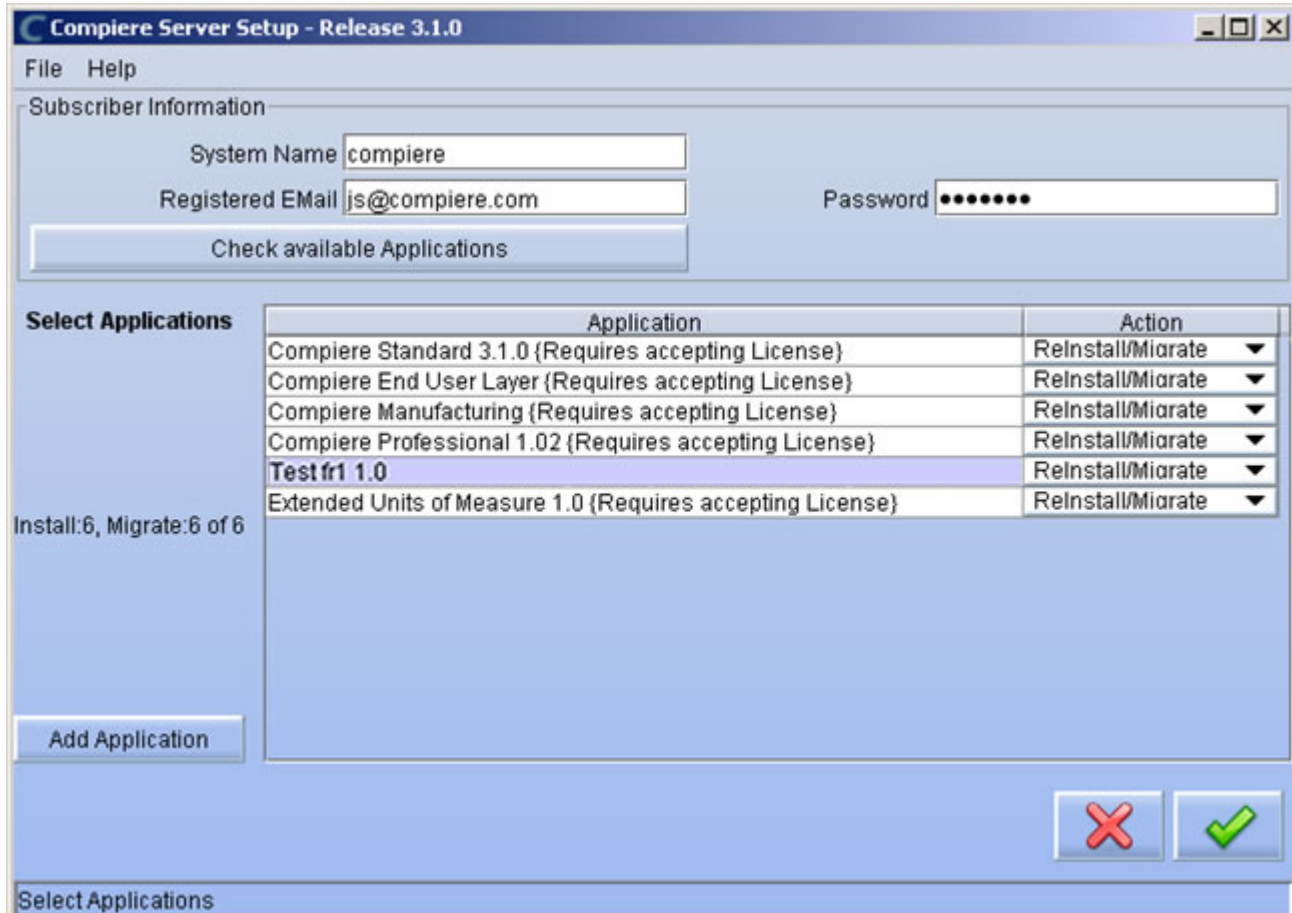 Compiere Server Setup - Release 3.1.0
File Help
Subscriber Information
System Name compiere
Registered EMail js@compiere.com Password •••••••
Check available Applications
Select Applications Application Action
Compiere Standard 3.1.0 {Requires accepting License} ReInstall/Migrate
Compiere End User Layer {Requires accepting License} ReInstall/Migrate
Compiere Manufacturing {Requires accepting License} ReInstall/Migrate
Compiere Professional 1.02 {Requires accepting License} ReInstall/Migrate
Test fr1 1.0 ReInstall/Migrate
Extended Units of Measure 1.0 {Requires accepting License} ReInstall/Migrate
Install:6, Migrate:6 of 6
Add Application
Select Applications